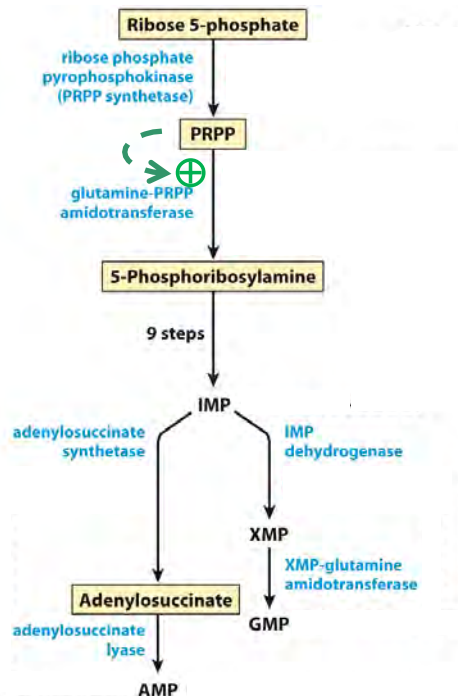 Ribose 5-phosphate
ribose phosphate
pyrophosphokinase
(PRPP synthetase)
PRPP
glutamine-PRPP
amidotransferase
5-Phosphoribosylamine
9 steps
IMP
adenylosuccinate
synthetase
IMP
dehydrogenase
XMP
XMP-glutamine
amidotransferase
Adenylosuccinate
GMP
adenylosuccinate
lyase
AMP